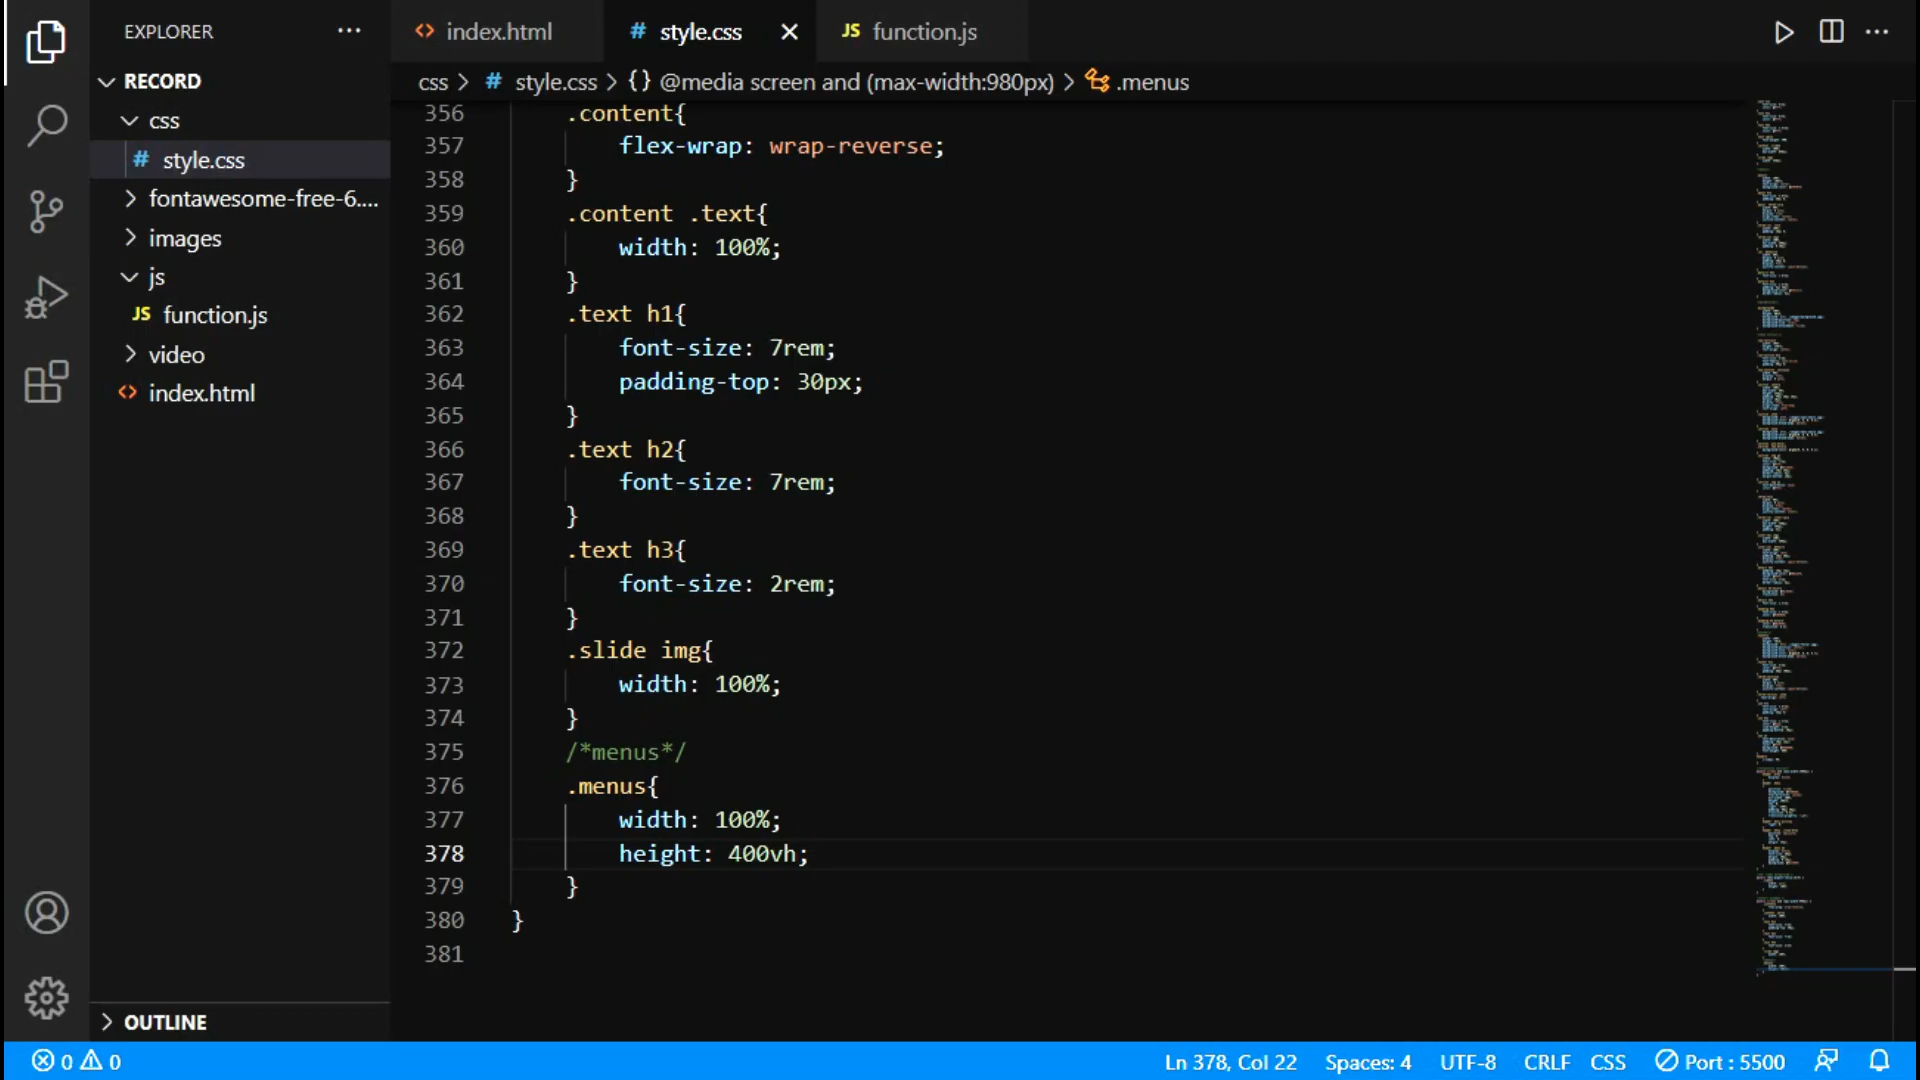 EXPLORER ···
<> index.html
# style.css
JS function.js
RECORD
css
# style.css
fontawesome-free-6....
images
js
JS function.js
video
<> index.html
OUTLINE
css > # style.css > {} @media screen and (max-width:980px) > .menus
356 .content{
357 flex-wrap: wrap-reverse;
358 }
359 .content .text{
360 width: 100%;
361 }
362 .text h1{
363 font-size: 7rem;
364 padding-top: 30px;
365 }
366 .text h2{
367 font-size: 7rem;
368 }
369 .text h3{
370 font-size: 2rem;
371 }
372 .slide img{
373 width: 100%;
374 }
375 /*menus*/
376 .menus{
377 width: 100%;
378 height: 400vh;
379 }
380 }
381
0 0
Ln 378, Col 22 Spaces: 4 UTF-8 CRLF CSS Port : 5500